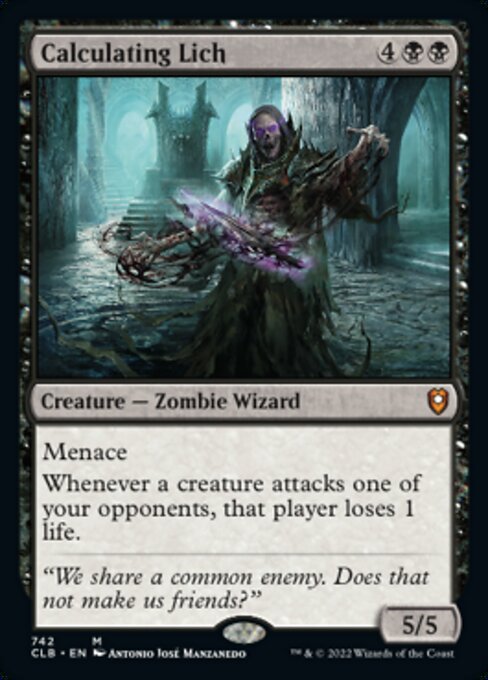 Calculating Lich 4
Creature — Zombie Wizard
Menace
Whenever a creature attacks one of
your opponents, that player loses 1
life.
“We share a common enemy. Does that
not make us friends?”
5/5
742 M
CLB • EN Antonio José Manzanedo
™ & © 2022 Wizards of the Coast